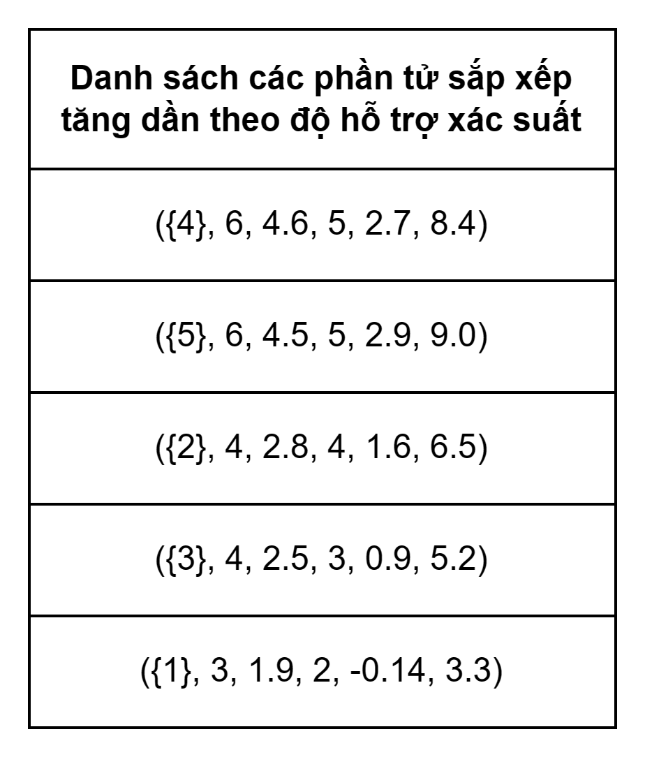 Danh sách các phần tử sắp xếp
tăng dần theo độ hỗ trợ xác suất
({4}, 6, 4.6, 5, 2.7, 8.4)
({5}, 6, 4.5, 5, 2.9, 9.0)
({2}, 4, 2.8, 4, 1.6, 6.5)
({3}, 4, 2.5, 3, 0.9, 5.2)
({1}, 3, 1.9, 2, -0.14, 3.3)